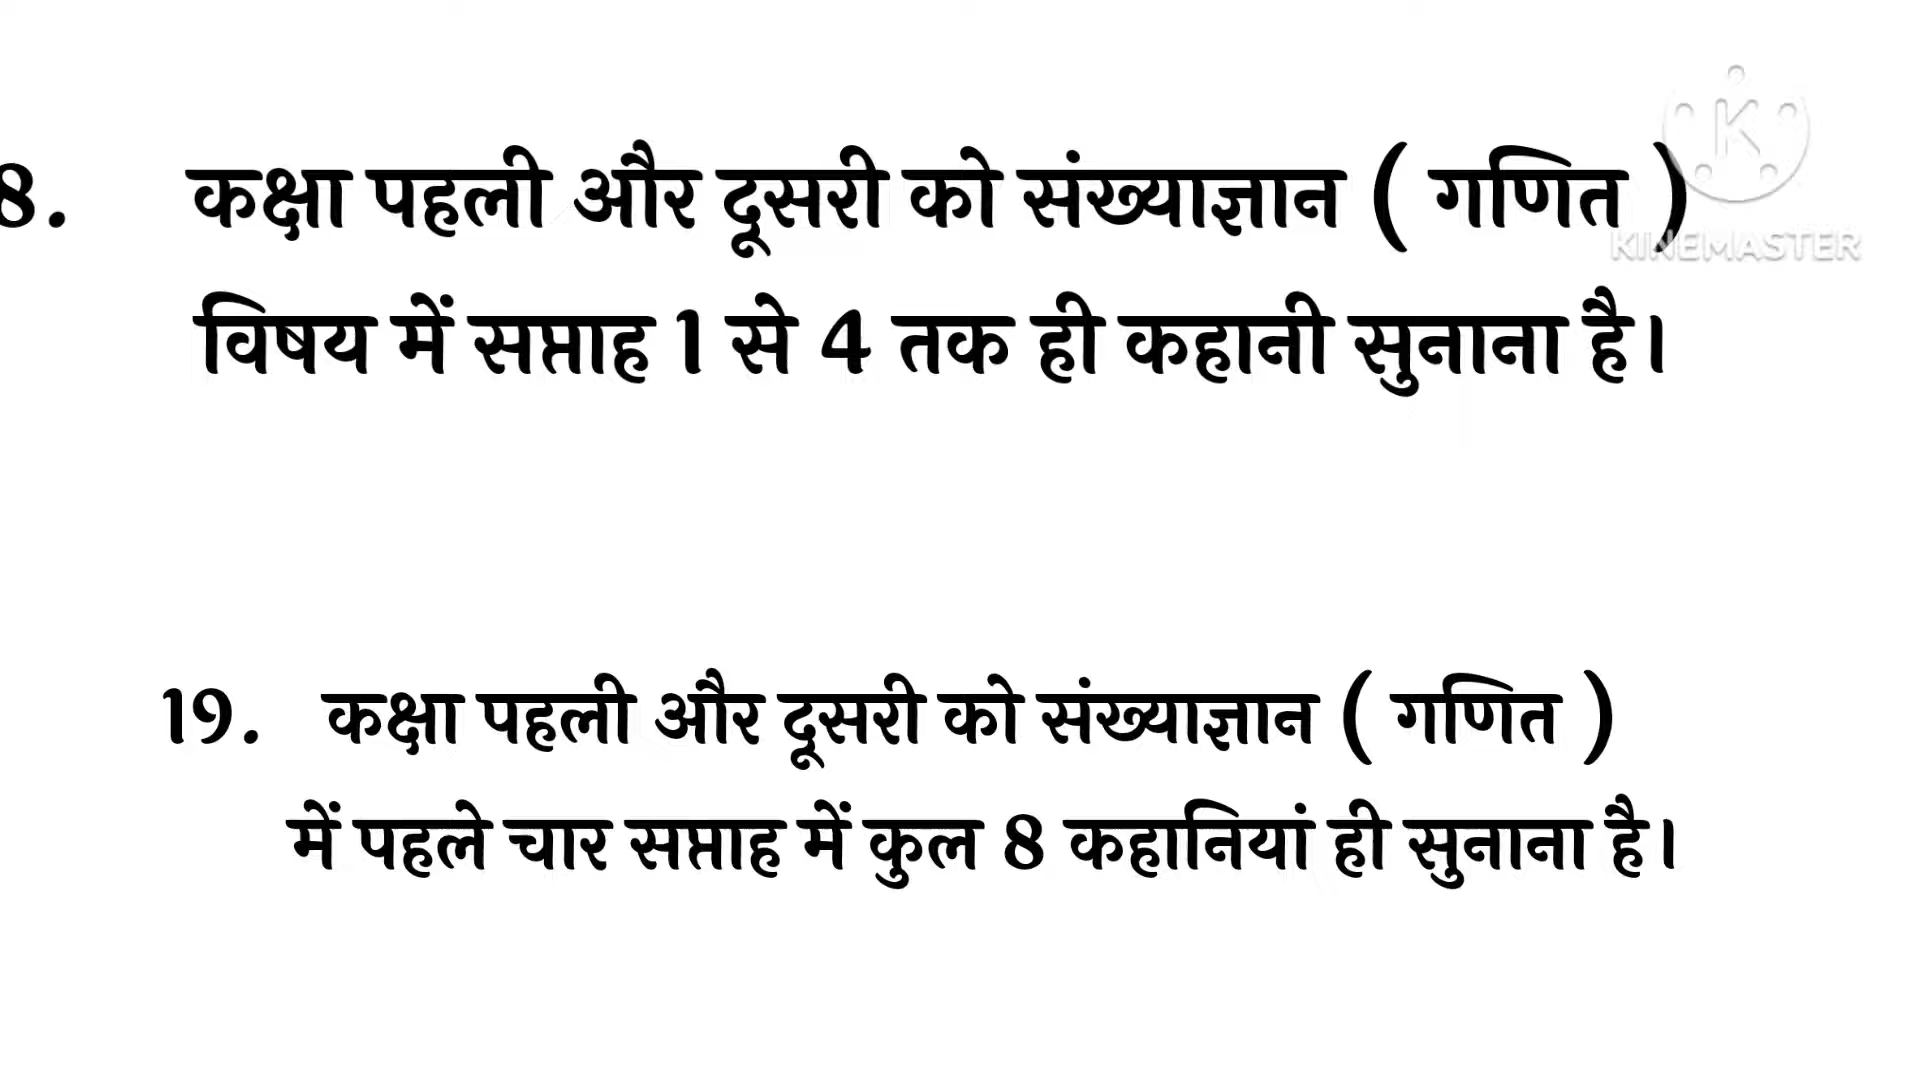 8. कक्षा पहली और दूसरी को संख्याज्ञान ( गणित )
विषय में सप्ताह 1 से 4 तक ही कहानी सुनाना है।
19. कक्षा पहली और दूसरी को संख्याज्ञान ( गणित )
में पहले चार सप्ताह में कुल 8 कहानियां ही सुनाना है।
K
KINEMASTER